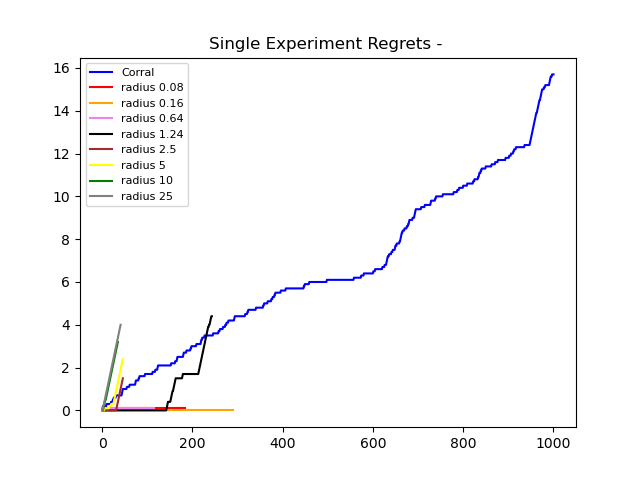 Single Experiment Regrets -
16
14
12
10
8
6
4
2
0
Corral
radius 0.08
radius 0.16
radius 0.64
radius 1.24
radius 2.5
radius 5
radius 10
radius 25
0 200 400 600 800 1000